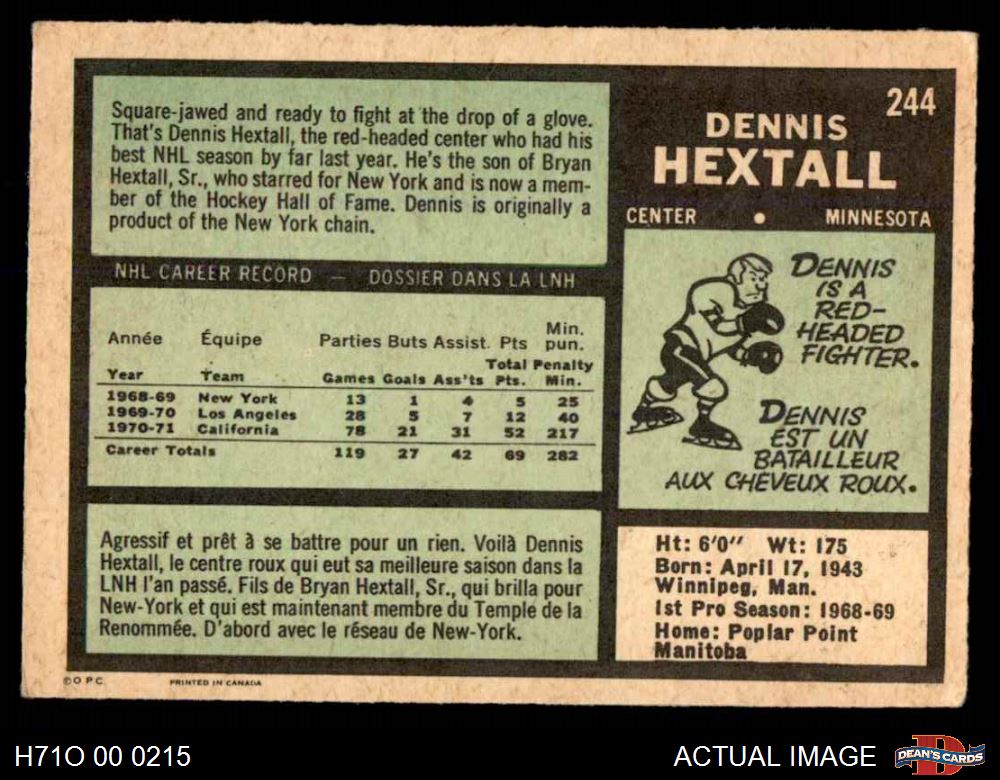 244
DENNIS
HEXTALL
CENTER • MINNESOTA
Square-jawed and ready to fight at the drop of a glove.
That's Dennis Hextall, the red-headed center who had his
best NHL season by far last year. He's the son of Bryan
Hextall, Sr., who starred for New York and is now a mem-
ber of the Hockey Hall of Fame. Dennis is originally a
product of the New York chain.
NHL CAREER RECORD — DOSSIER DANS LA LNH
Année Équipe Parties Buts Assist. Pts Min. pun.
Year Team Games Goals Ass'ts Total Pts. Penalty Min.
1968-69 New York 13 1 4 5 25
1969-70 Los Angeles 28 5 7 12 40
1970-71 California 78 21 31 52 217
Career Totals 119 27 42 69 282
Agressif et prêt à se battre pour un rien. Voilà Dennis
Hextall, le centre roux qui eut sa meilleure saison dans la
LNH l'an passé. Fils de Bryan Hextall, Sr., qui brilla pour
New-York et qui est maintenant membre du Temple de la
Renommée. D'abord avec le réseau de New-York.
DENNIS
IS A
RED-
HEADED
FIGHTER.
DENNIS
EST UN
BATAILLEUR
AUX CHEVEUX ROUX.
Ht: 6'0" Wt: 175
Born: April 17, 1943
Winnipeg, Man.
1st Pro Season: 1968-69
Home: Poplar Point
Manitoba
©O P C
PRINTED IN CANADA
H71O 00 0215
ACTUAL IMAGE
DEAN'S CARDS